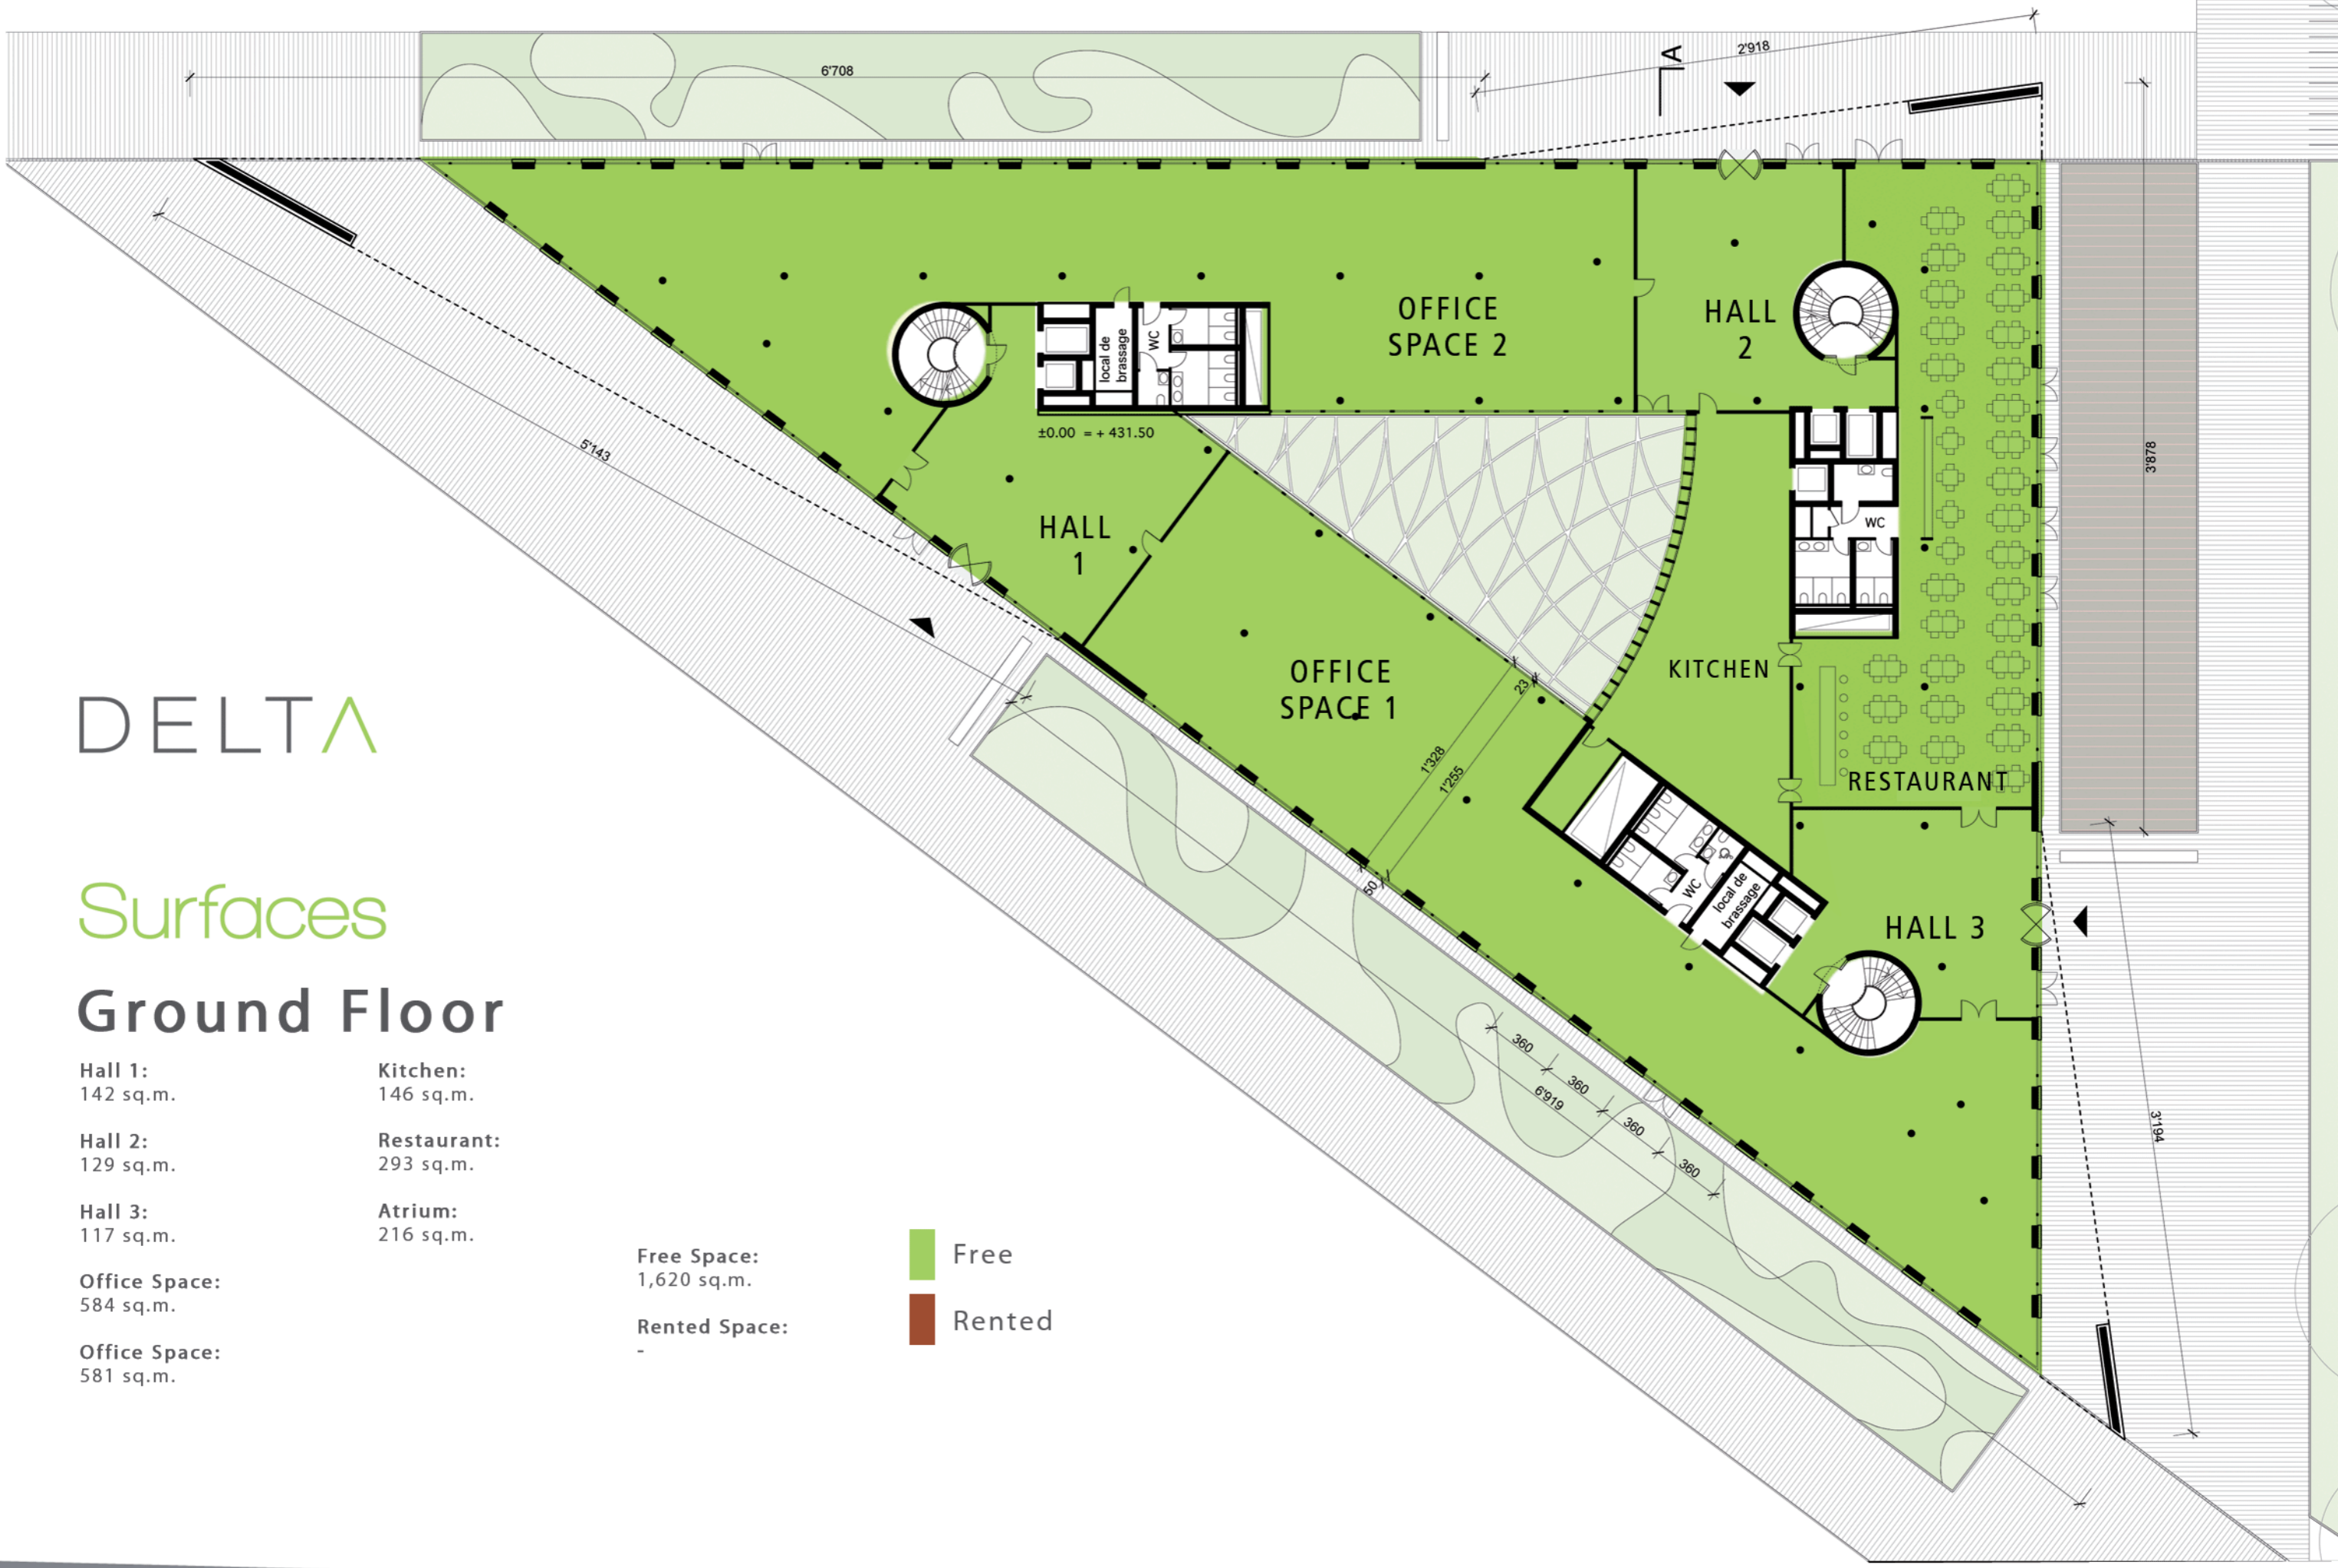 6'708
2'918
A
3'878
5'143
local de
brassage
WC
±0.00 = + 431.50
OFFICE
SPACE 2
HALL
2
HALL
1
WC
OFFICE
SPACE 1
KITCHEN
23
1'328
1'255
50
RESTAURANT
WC
local de
brassage
HALL 3
360
360
360
360
6'919
3'194
DELTA
Surfaces
Ground Floor
Hall 1:
142 sq.m.
Hall 2:
129 sq.m.
Hall 3:
117 sq.m.
Office Space:
584 sq.m.
Office Space:
581 sq.m.
Kitchen:
146 sq.m.
Restaurant:
293 sq.m.
Atrium:
216 sq.m.
Free Space:
1,620 sq.m.
Rented Space:
-
Free
Rented